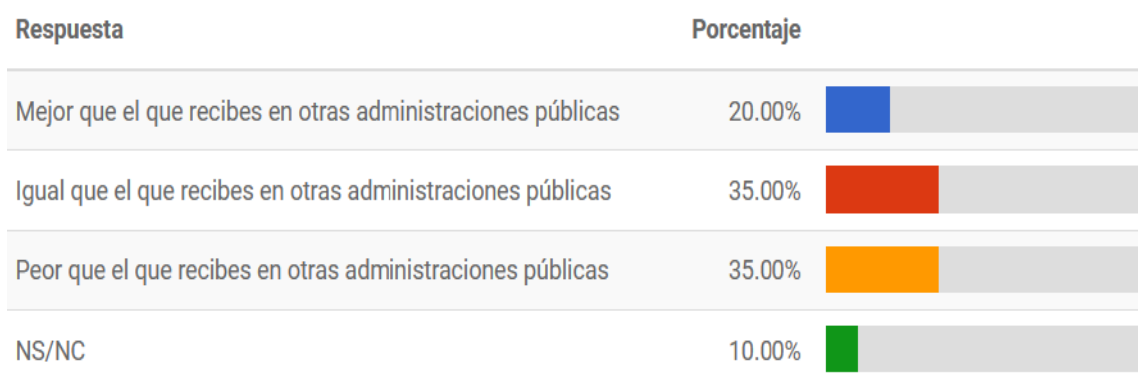 Respuesta Porcentaje
Mejor que el que recibes en otras administraciones públicas 20.00%
Igual que el que recibes en otras administraciones públicas 35.00%
Peor que el que recibes en otras administraciones públicas 35.00%
NS/NC 10.00%